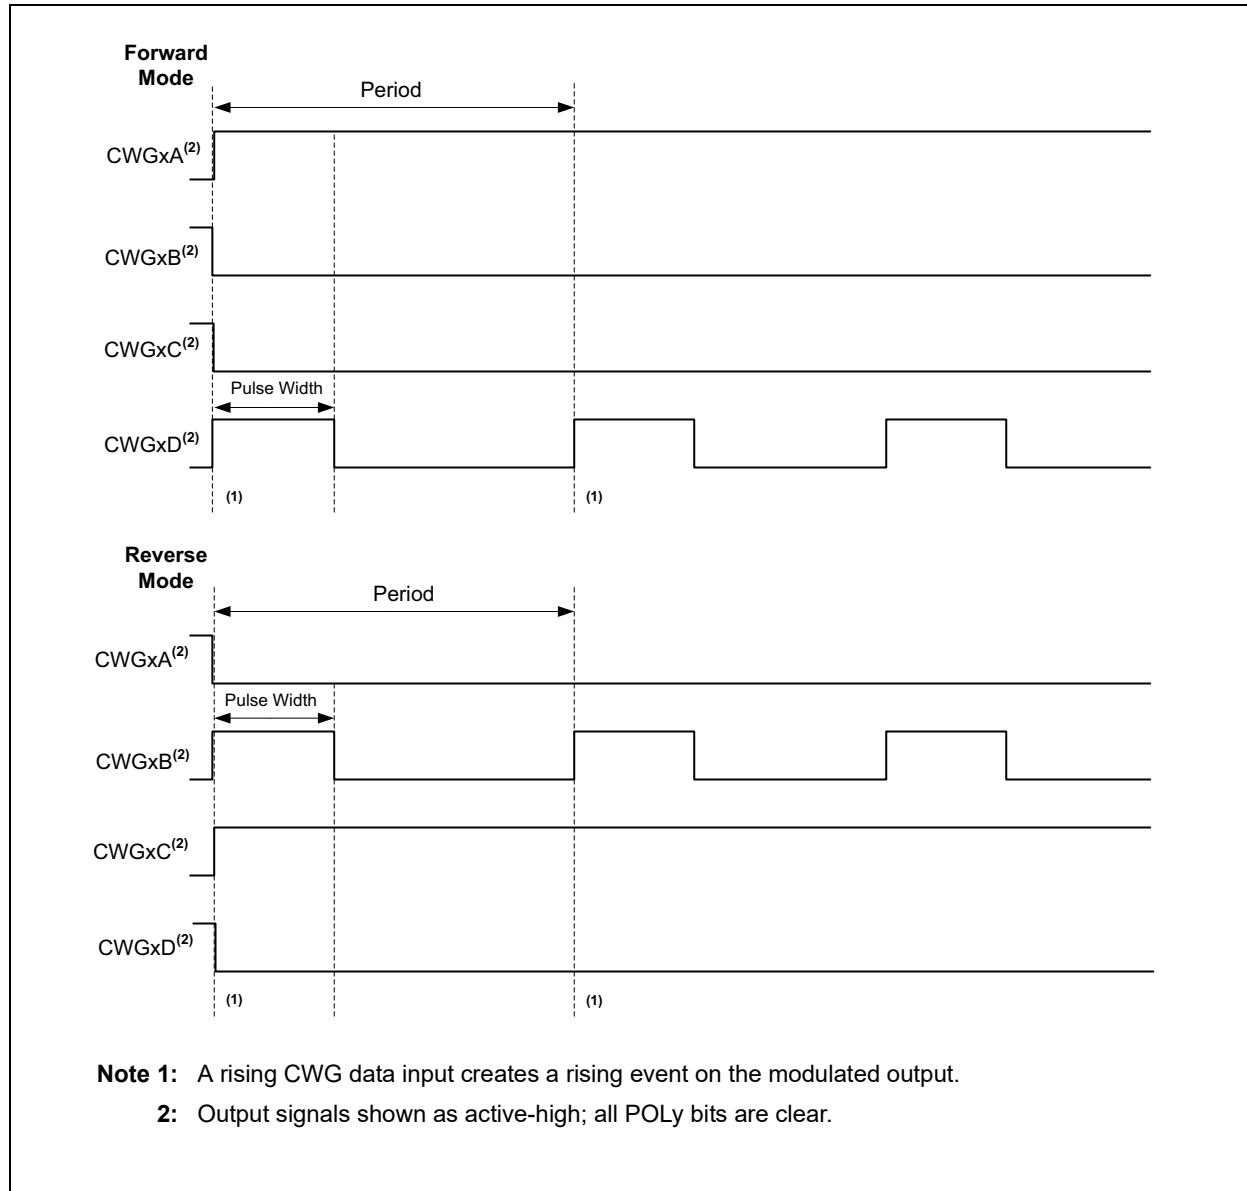 Forward
Mode
Period
CWGxA(2)
CWGxB(2)
CWGxC(2)
Pulse Width
CWGxD(2)
(1) (1)
Reverse
Mode
Period
CWGxA(2)
Pulse Width
CWGxB(2)
CWGxC(2)
CWGxD(2)
(1) (1)
Note 1: A rising CWG data input creates a rising event on the modulated output.
2: Output signals shown as active-high; all POLy bits are clear.